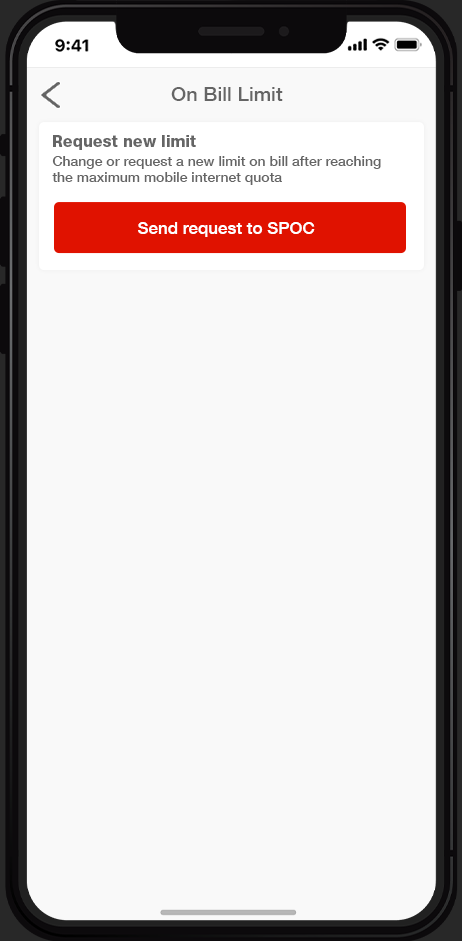 9:41
On Bill Limit
Request new limit
Change or request a new limit on bill after reaching
the maximum mobile internet quota
Send request to SPOC